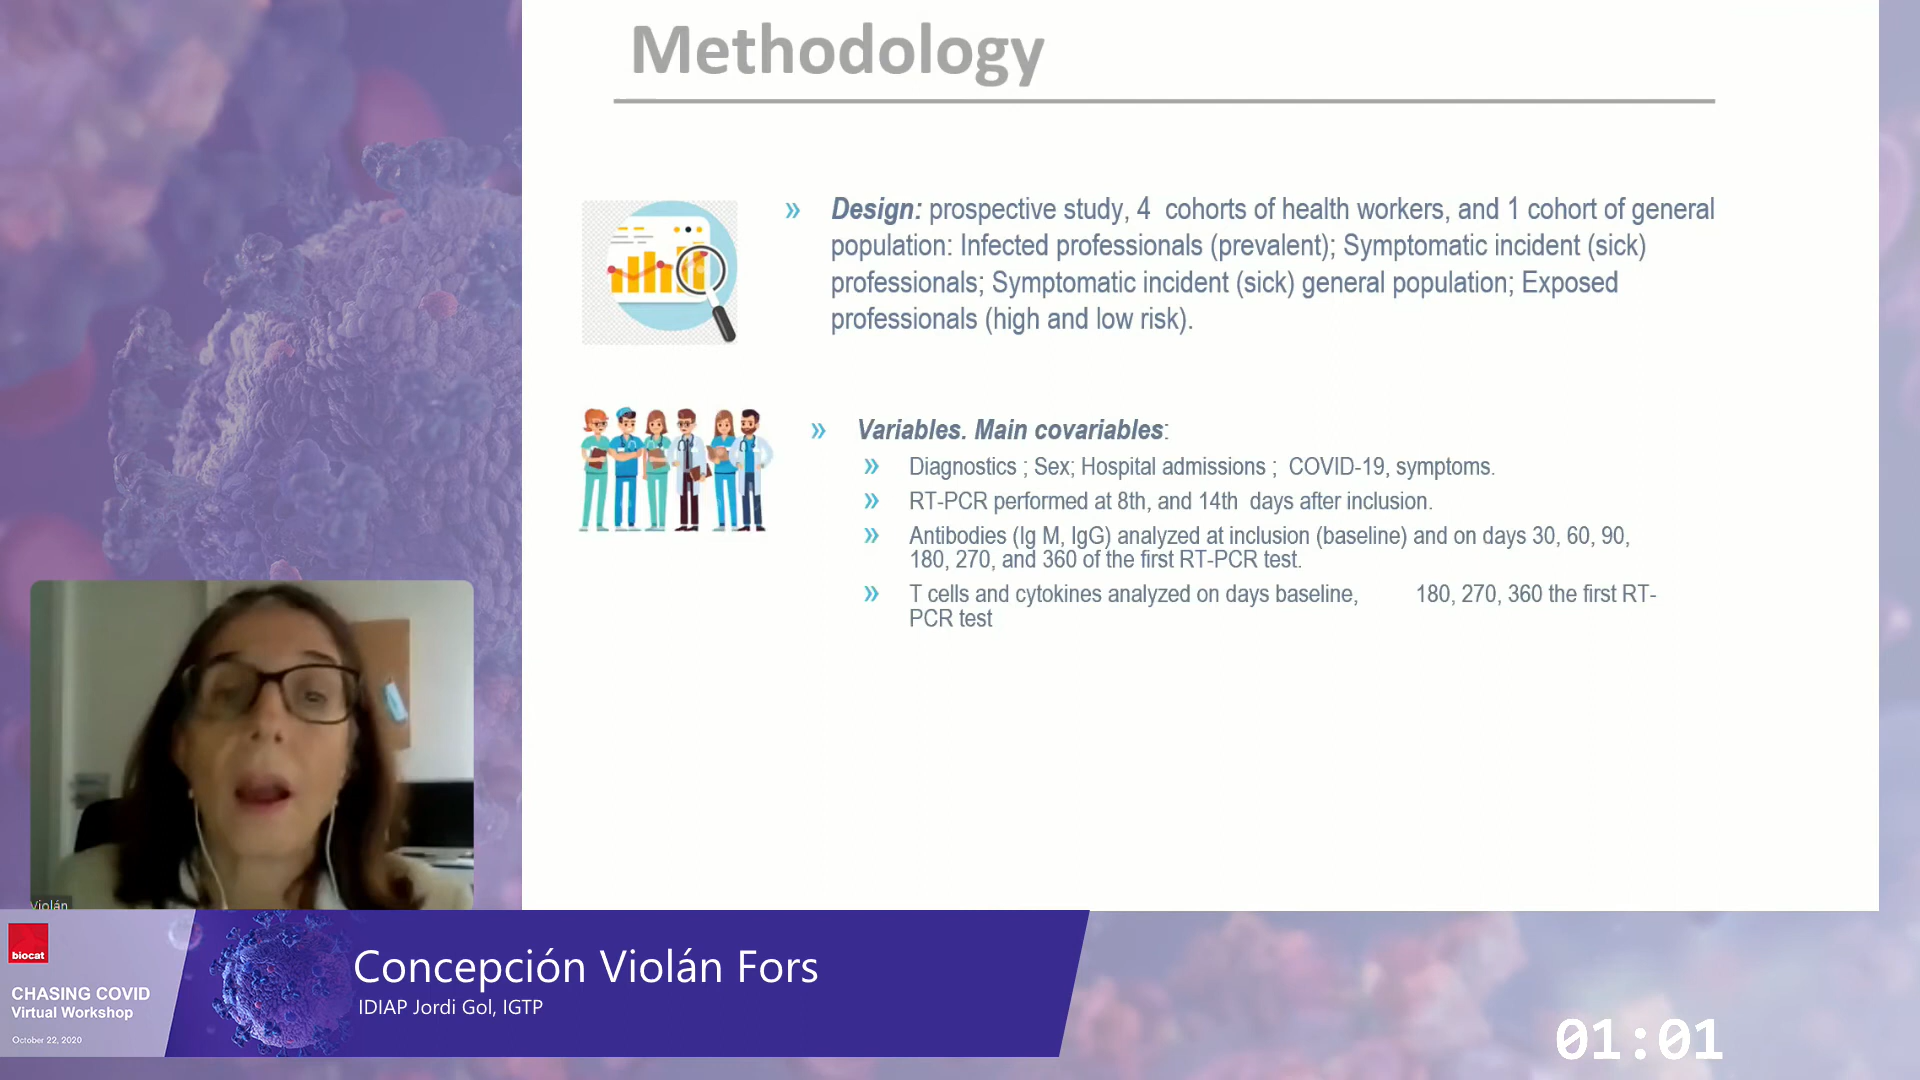 Methodology
» Design: prospective study, 4 cohorts of health workers, and 1 cohort of general
population: Infected professionals (prevalent); Symptomatic incident (sick)
professionals; Symptomatic incident (sick) general population; Exposed
professionals (high and low risk).
» Variables. Main covariables:
» Diagnostics ; Sex; Hospital admissions ; COVID-19, symptoms.
» RT-PCR performed at 8th, and 14th days after inclusion.
» Antibodies (Ig M, IgG) analyzed at inclusion (baseline) and on days 30, 60, 90,
180, 270, and 360 of the first RT-PCR test.
» T cells and cytokines analyzed on days baseline, 180, 270, 360 the first RT-
PCR test
Violán
biocat
CHASING COVID
Virtual Workshop
October 22, 2020
Concepción Violán Fors
IDIAP Jordi Gol, IGTP
01:01